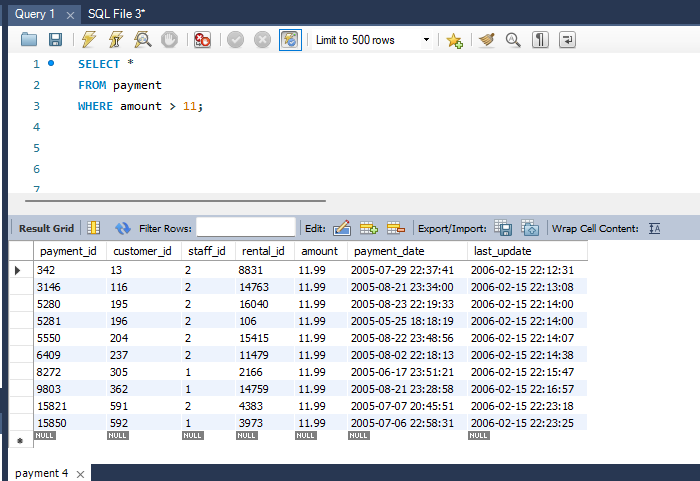 Query 1 SQL File 3*
Limit to 500 rows
1 SELECT *
2 FROM payment
3 WHERE amount > 11;
4
5
6
7
Result Grid Filter Rows: Edit: Export/Import: Wrap Cell Content:
payment_id customer_id staff_id rental_id amount payment_date last_update
342 13 2 8831 11.99 2005-07-29 22:37:41 2006-02-15 22:12:31
3146 116 2 14763 11.99 2005-08-21 23:34:00 2006-02-15 22:13:08
5280 195 2 16040 11.99 2005-08-23 22:19:33 2006-02-15 22:14:00
5281 196 2 106 11.99 2005-05-25 18:18:19 2006-02-15 22:14:00
5550 204 2 15415 11.99 2005-08-22 23:48:56 2006-02-15 22:14:07
6409 237 2 11479 11.99 2005-08-02 22:18:13 2006-02-15 22:14:38
8272 305 1 2166 11.99 2005-06-17 23:51:21 2006-02-15 22:15:47
9803 362 1 14759 11.99 2005-08-21 23:28:58 2006-02-15 22:16:57
15821 591 2 4383 11.99 2005-07-07 20:45:51 2006-02-15 22:23:18
15850 592 1 3973 11.99 2005-07-06 22:58:31 2006-02-15 22:23:25
NULL NULL NULL NULL NULL NULL NULL
payment 4